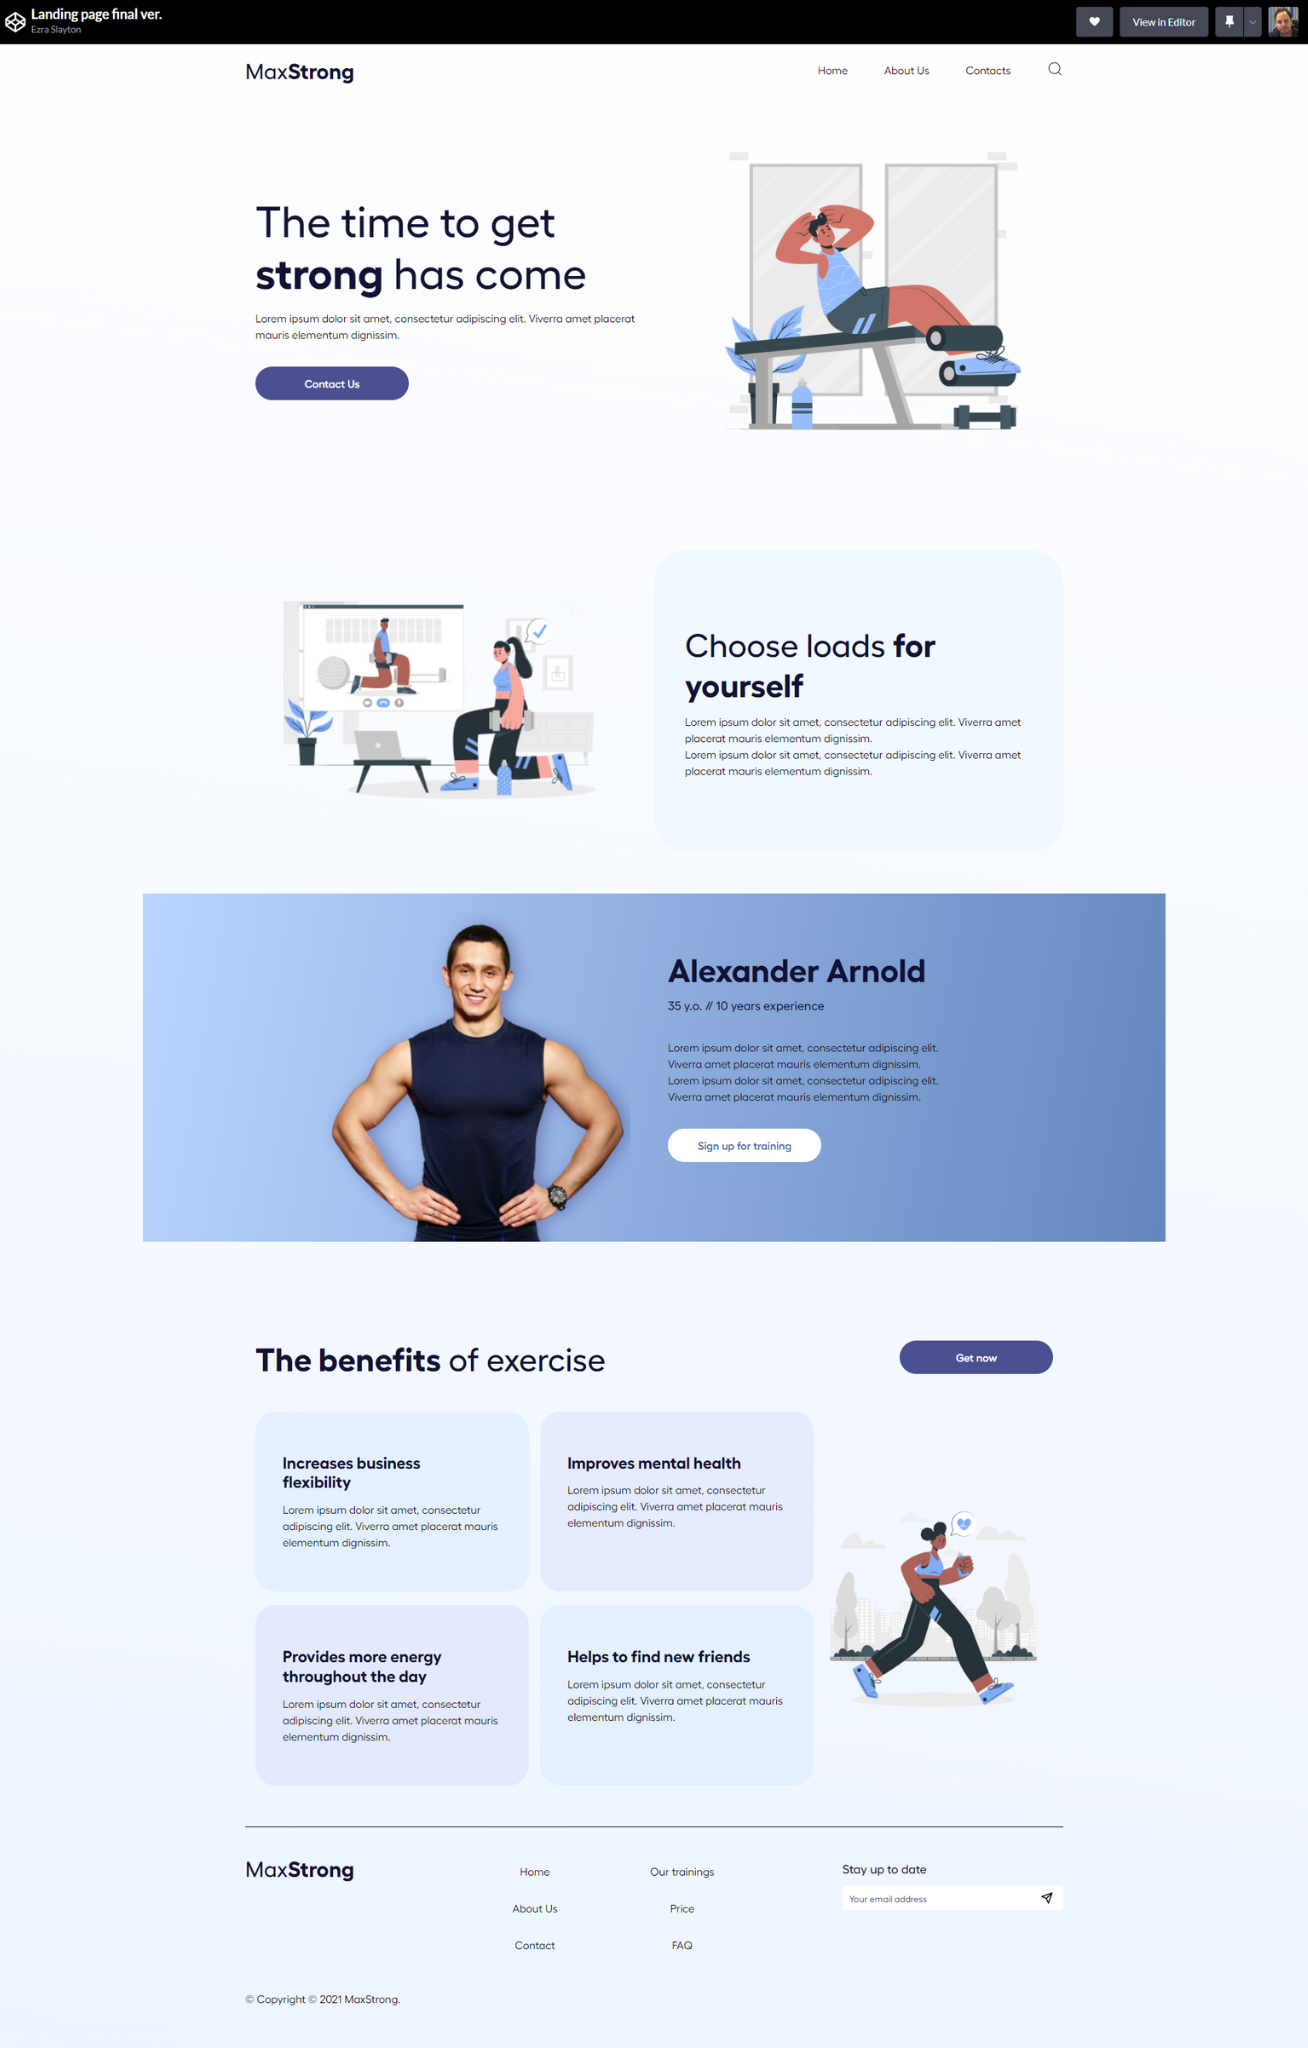 Landing page final ver.
Ezra Slayton
View in Editor
MaxStrong
Home
About Us
Contacts
The time to get
strong has come
Lorem ipsum dolor sit amet, consectetur adipiscing elit. Viverra amet placerat
mauris elementum dignissim.
Contact Us
Choose loads for
yourself
Lorem ipsum dolor sit amet, consectetur adipiscing elit. Viverra amet
placerat mauris elementum dignissim.
Lorem ipsum dolor sit amet, consectetur adipiscing elit. Viverra amet
placerat mauris elementum dignissim.
Alexander Arnold
35 y.o. // 10 years experience
Lorem ipsum dolor sit amet, consectetur adipiscing elit.
Viverra amet placerat mauris elementum dignissim.
Lorem ipsum dolor sit amet, consectetur adipiscing elit.
Viverra amet placerat mauris elementum dignissim.
Sign up for training
The benefits of exercise
Get now
Increases business
flexibility
Lorem ipsum dolor sit amet, consectetur
adipiscing elit. Viverra amet placerat mauris
elementum dignissim.
Improves mental health
Lorem ipsum dolor sit amet, consectetur
adipiscing elit. Viverra amet placerat mauris
elementum dignissim.
Provides more energy
throughout the day
Lorem ipsum dolor sit amet, consectetur
adipiscing elit. Viverra amet placerat mauris
elementum dignissim.
Helps to find new friends
Lorem ipsum dolor sit amet, consectetur
adipiscing elit. Viverra amet placerat mauris
elementum dignissim.
MaxStrong
Home
About Us
Contact
Our trainings
Price
FAQ
Stay up to date
Your email address
© Copyright © 2021 MaxStrong.